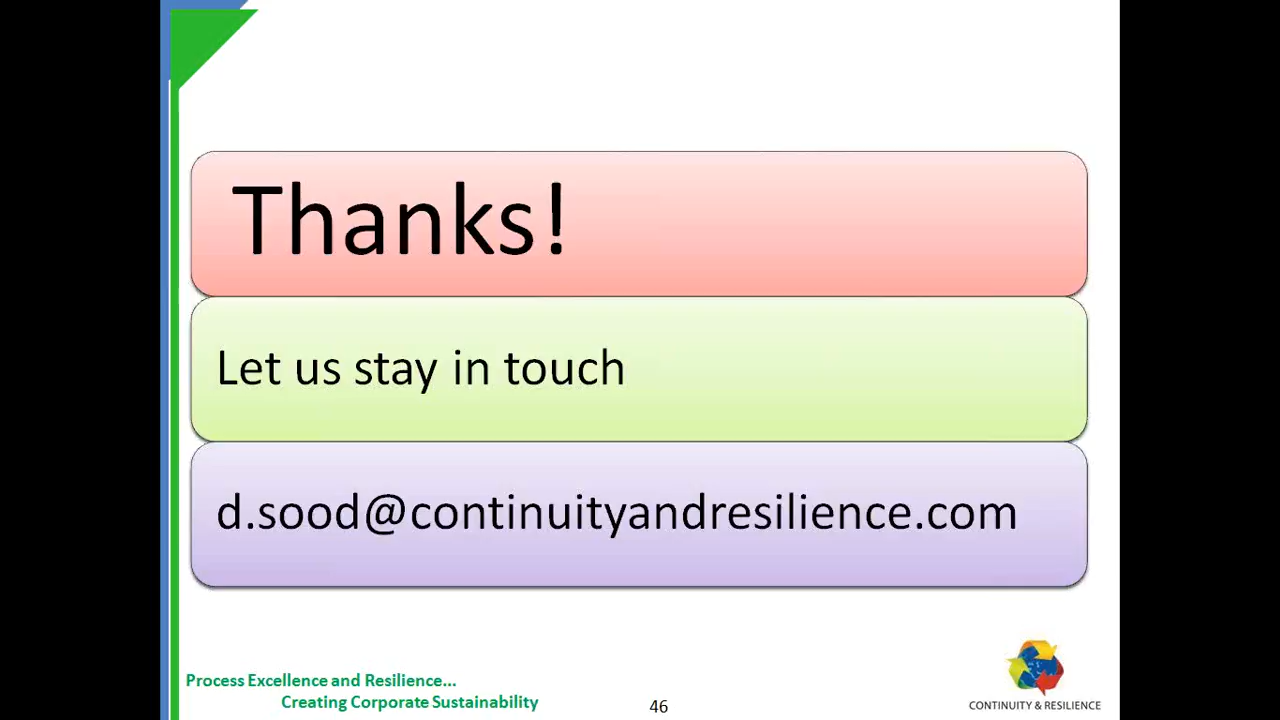 Thanks!
Let us stay in touch
d.sood@continuityandresilience.com
Process Excellence and Resilience...
Creating Corporate Sustainability
46
CONTINUITY & RESILIENCE